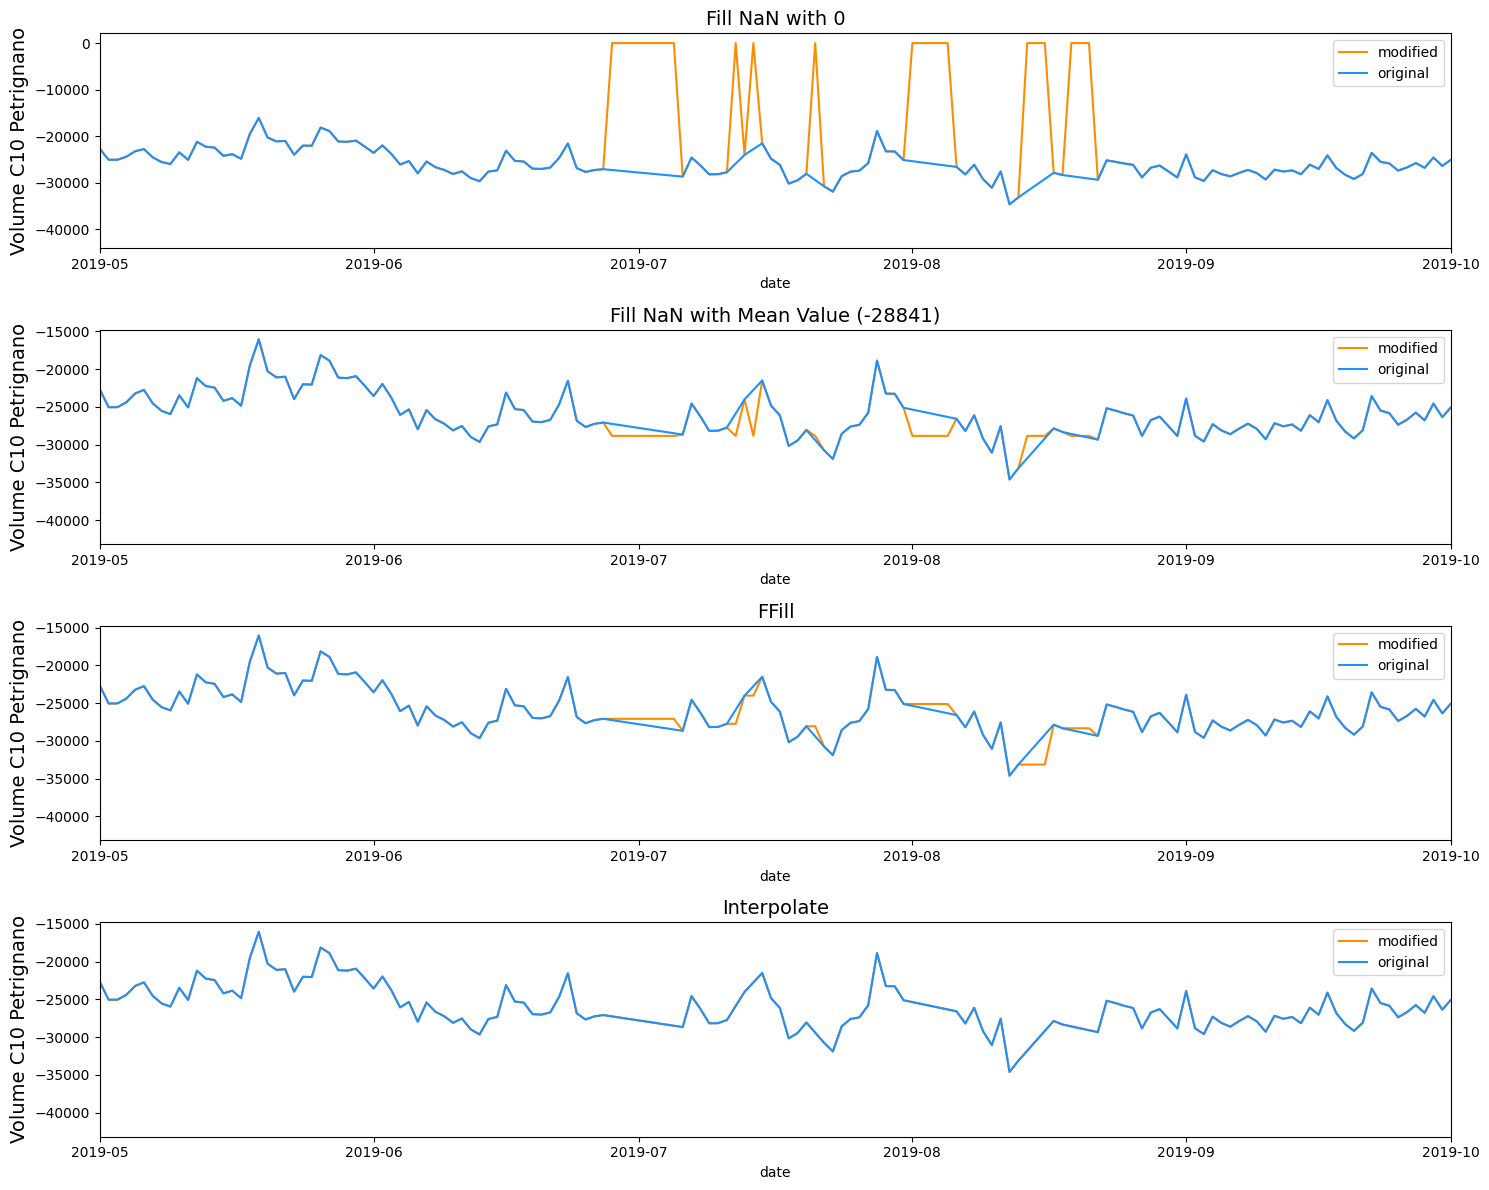 Fill NaN with 0
Volume C10 Petrignano
0
−10000
−20000
−30000
−40000
modified
original
2019-05 2019-06 2019-07 2019-08 2019-09 2019-10
date
Fill NaN with Mean Value (-28841)
Volume C10 Petrignano
−15000
−20000
−25000
−30000
−35000
−40000
modified
original
2019-05 2019-06 2019-07 2019-08 2019-09 2019-10
date
FFill
Volume C10 Petrignano
−15000
−20000
−25000
−30000
−35000
−40000
modified
original
2019-05 2019-06 2019-07 2019-08 2019-09 2019-10
date
Interpolate
Volume C10 Petrignano
−15000
−20000
−25000
−30000
−35000
−40000
modified
original
2019-05 2019-06 2019-07 2019-08 2019-09 2019-10
date